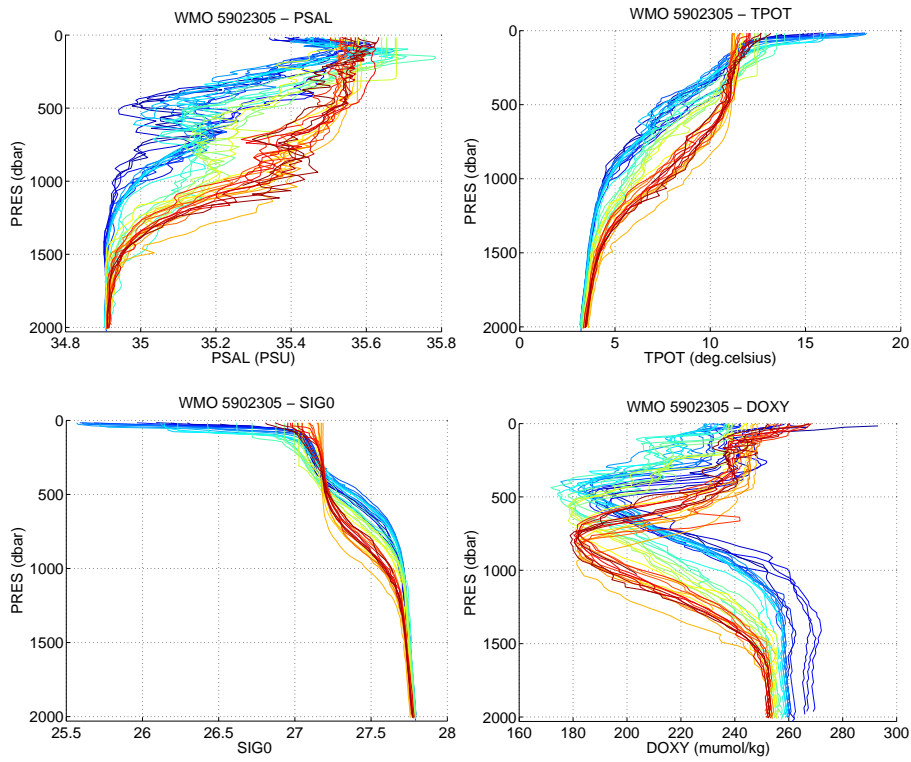 WMO 5902305 – PSAL
0
500
1000
1500
2000
PRES (dbar)
34.8 35 35.2 35.4 35.6 35.8
PSAL (PSU)
WMO 5902305 – TPOT
0
500
1000
1500
2000
PRES (dbar)
0 5 10 15 20
TPOT (deg.celsius)
WMO 5902305 – SIG0
0
500
1000
1500
2000
PRES (dbar)
25.5 26 26.5 27 27.5 28
SIG0
WMO 5902305 – DOXY
0
500
1000
1500
2000
PRES (dbar)
160 180 200 220 240 260 280 300
DOXY (mumol/kg)